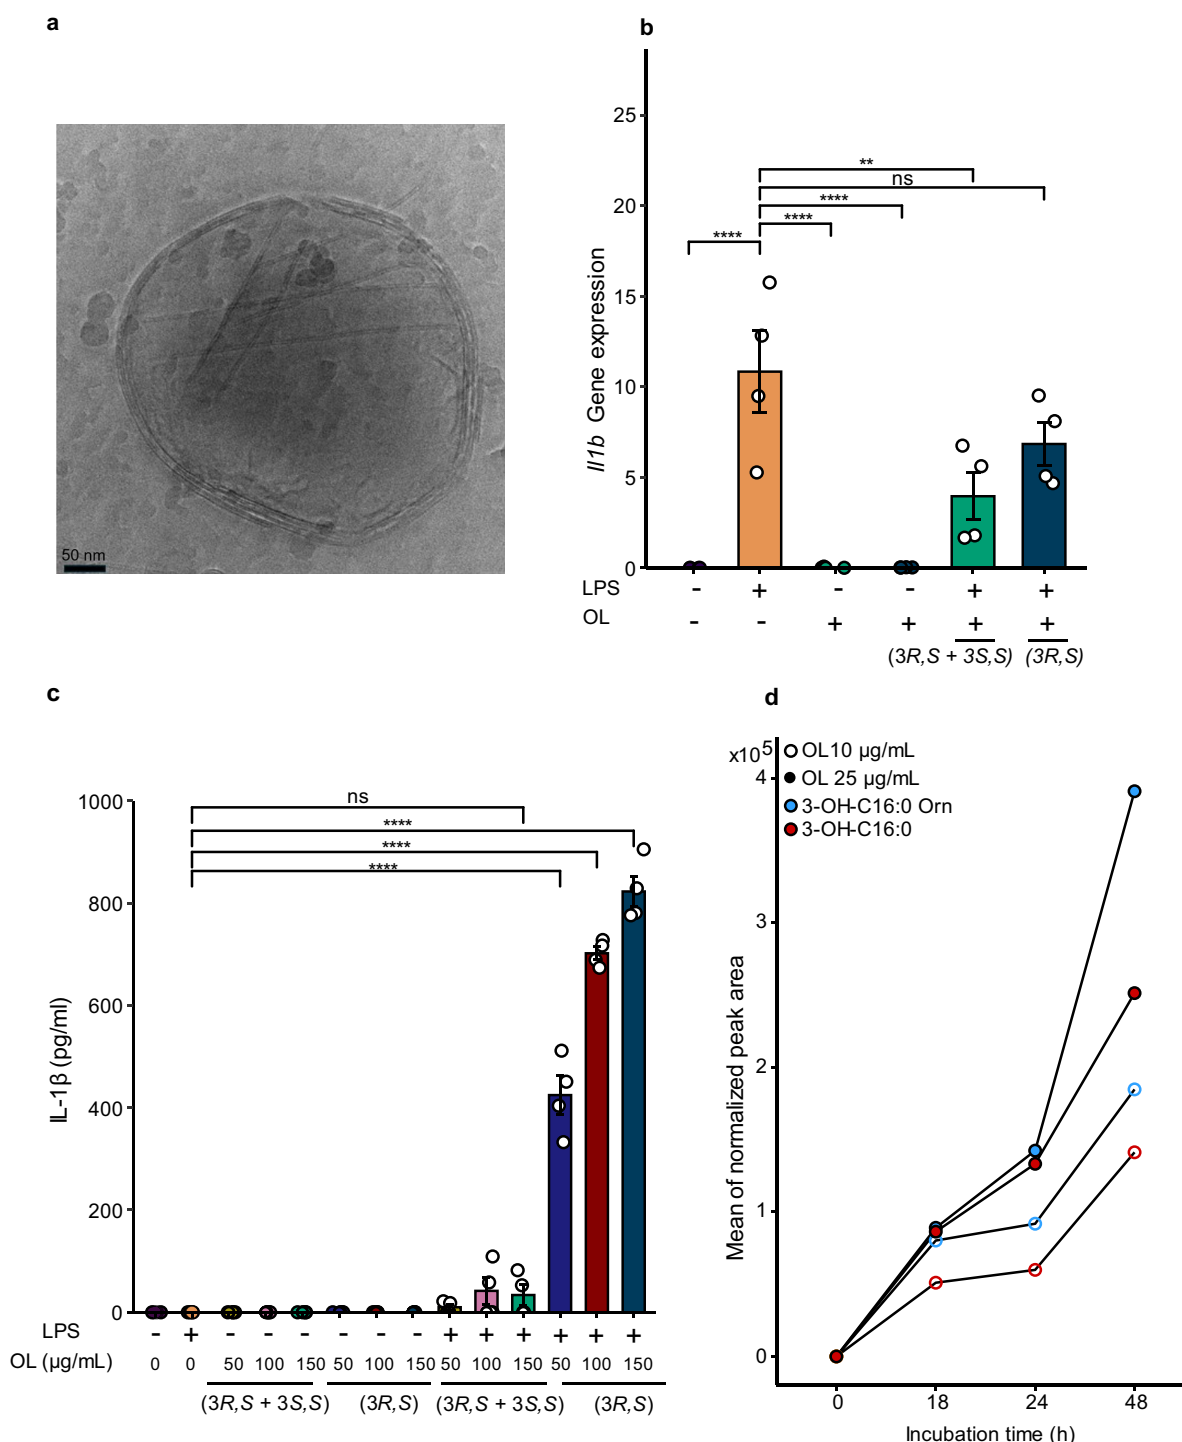 a
50 nm
b
Il1b Gene expression
25
20
15
10
5
0
**
ns
****
****
****
LPS - + - - + +
OL - - + + + +
(3R,S + 3S,S) (3R,S)
c
IL-1β (pg/ml)
1000
800
600
400
200
0
ns
****
****
****
LPS - + - - - - - - + + + + + +
OL (µg/mL) 0 0 50 100 150 50 100 150 50 100 150 50 100 150
(3R,S + 3S,S) (3R,S) (3R,S + 3S,S) (3R,S)
d
x10⁵
OL10 µg/mL
OL 25 µg/mL
3-OH-C16:0 Orn
3-OH-C16:0
Mean of normalized peak area
4
3
2
1
0
0 18 24 48
Incubation time (h)